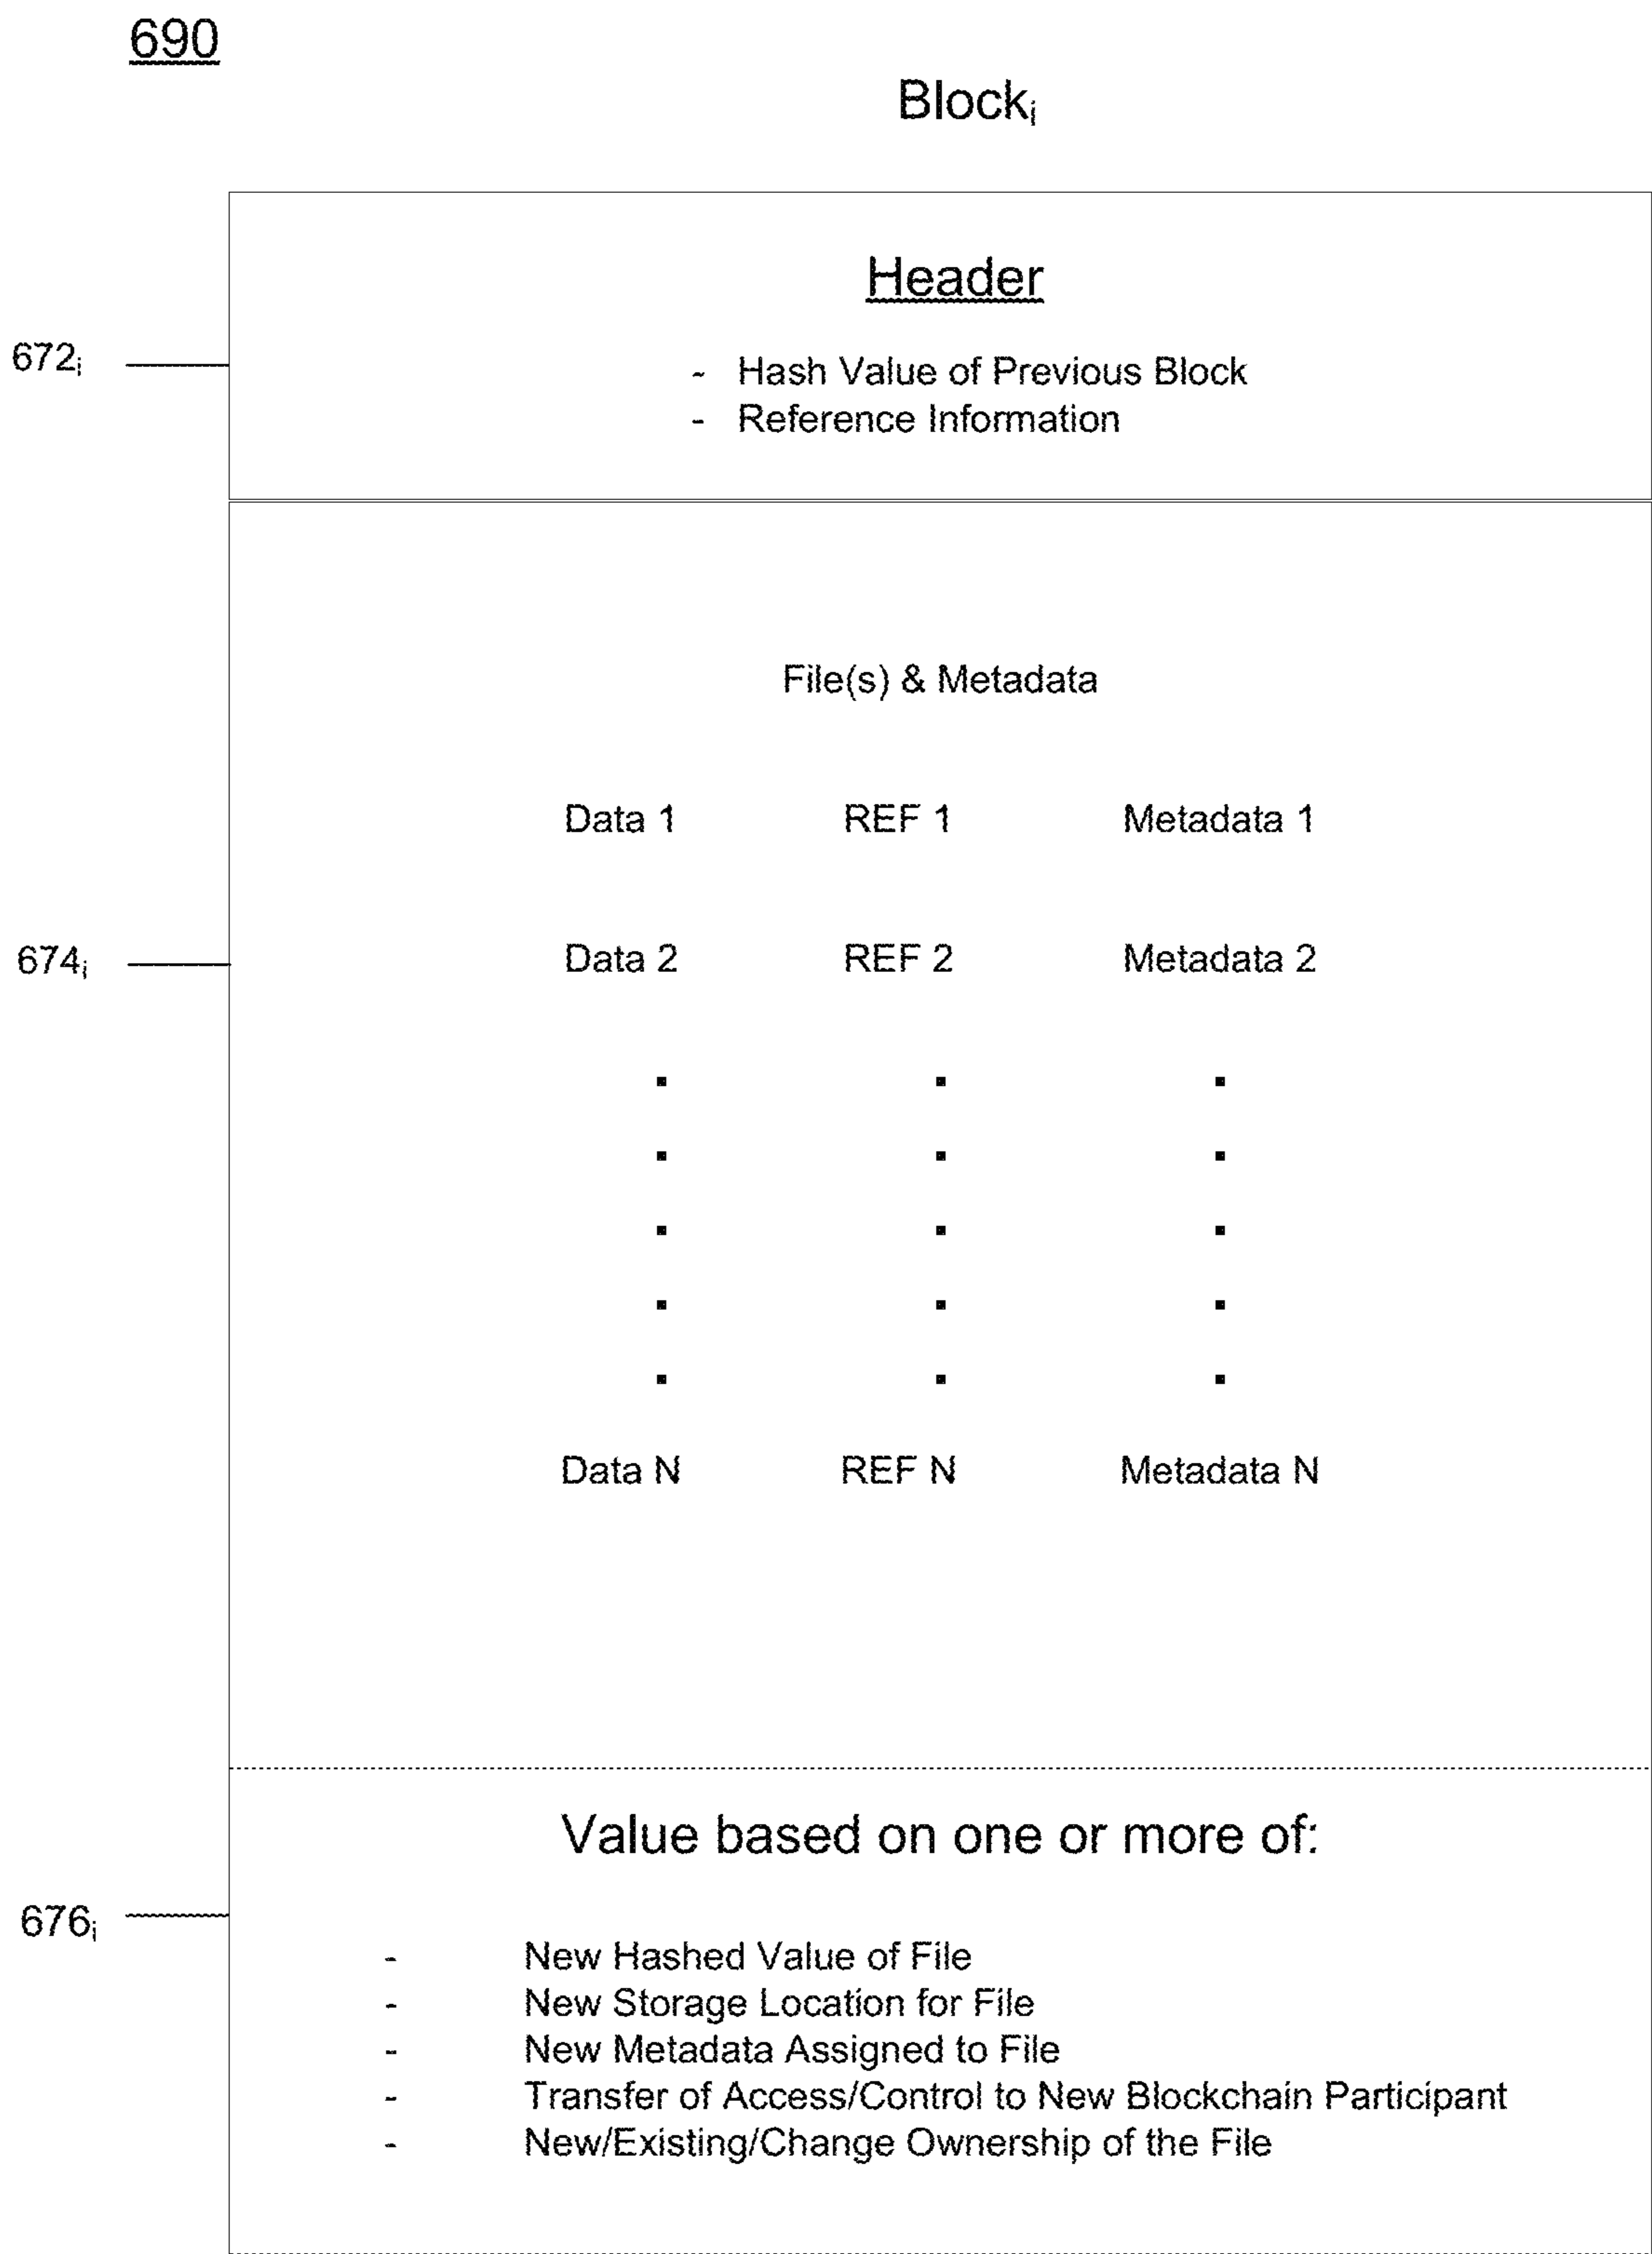 690
Blockᵢ
Header
672ᵢ
- Hash Value of Previous Block
- Reference Information
File(s) & Metadata
Data 1 REF 1 Metadata 1
674ᵢ
Data 2 REF 2 Metadata 2
Data N REF N Metadata N
Value based on one or more of:
676ᵢ
- New Hashed Value of File
- New Storage Location for File
- New Metadata Assigned to File
- Transfer of Access/Control to New Blockchain Participant
- New/Existing/Change Ownership of the File